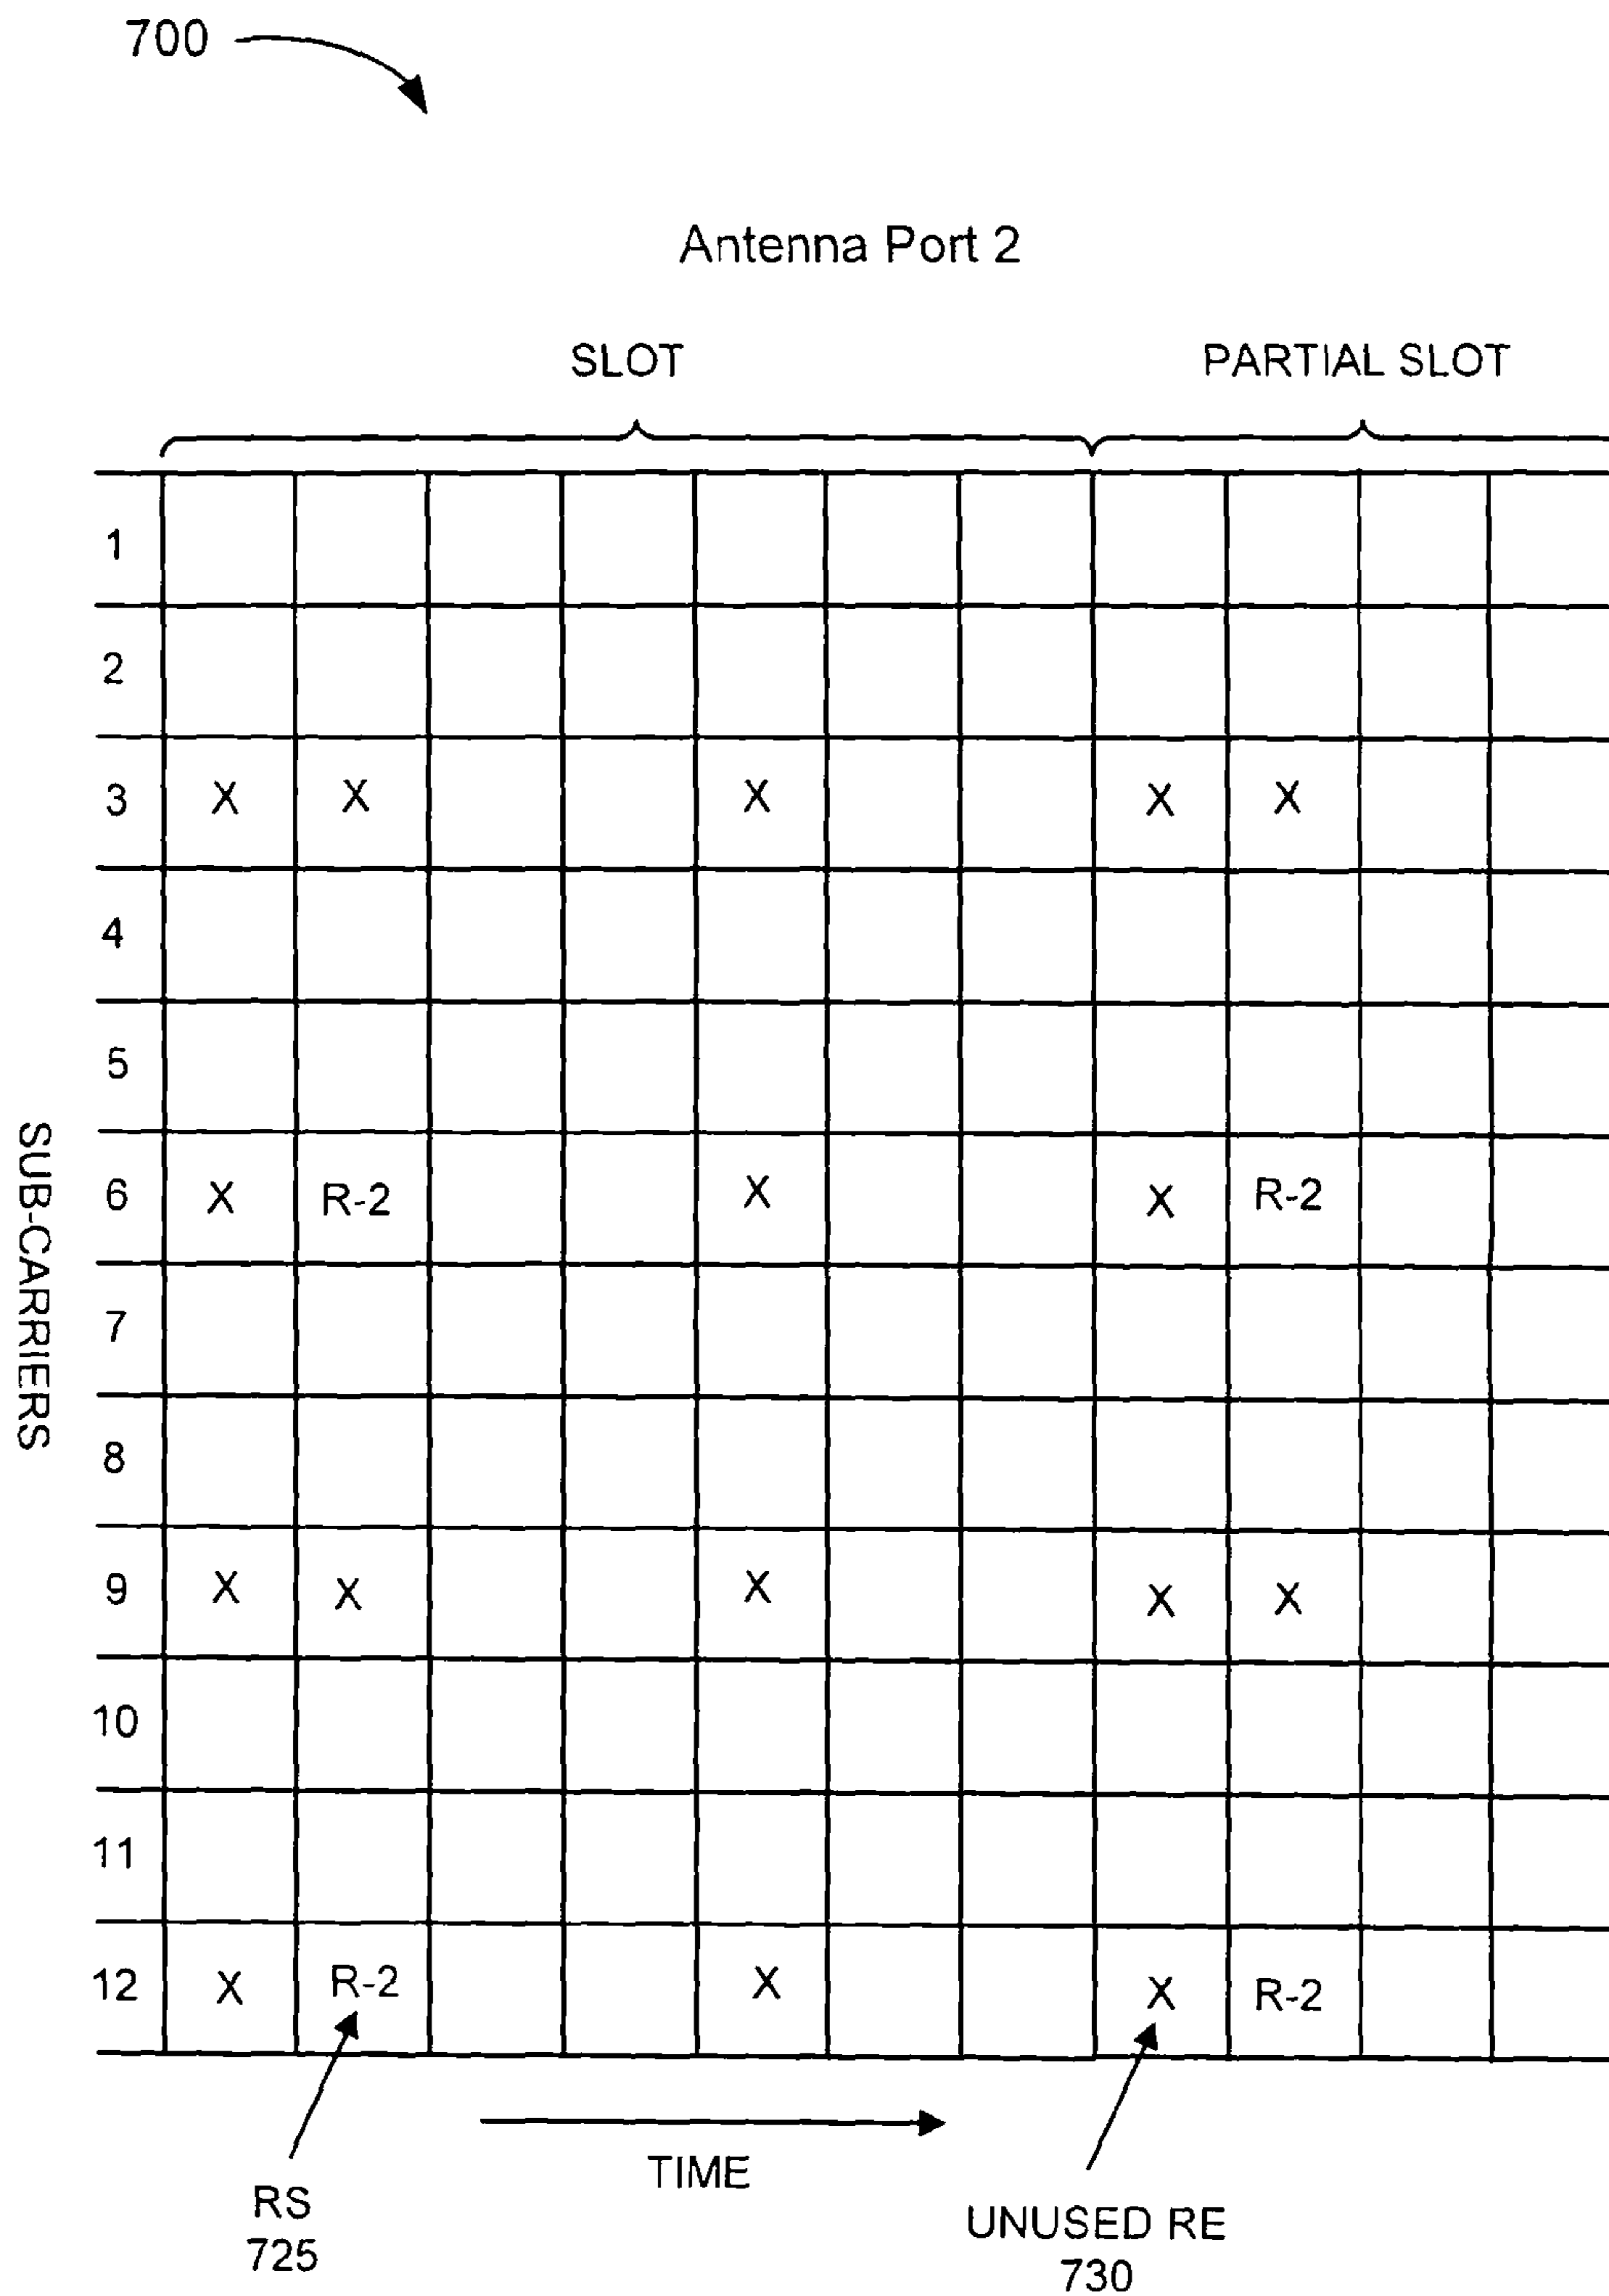 700
Antenna Port 2
SLOT PARTIAL SLOT
1
2
3 X X X X X
4
5
6 X R-2 X X R-2
7
8
9 X X X X X
10
11
12 X R-2 X X R-2
SUB-CARRIERS
TIME
RS
725
UNUSED RE
730